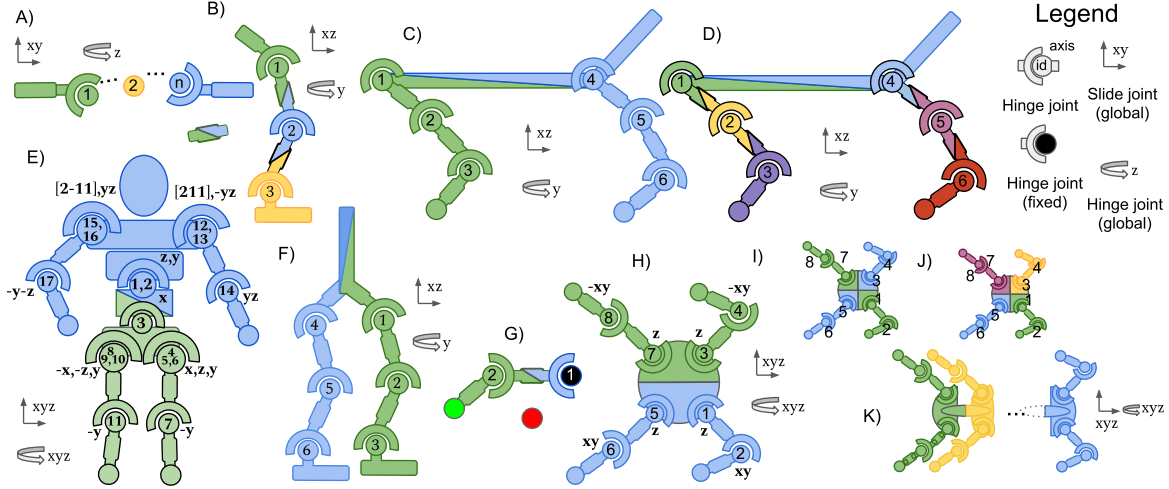 A)
xy
z
1
2
n
B)
xz
y
1
2
3
C)
1
2
3
4
5
6
xz
y
D)
1
2
3
4
5
6
xz
y
Legend
axis
id
Hinge joint
xy
Slide joint
(global)
Hinge joint
(fixed)
z
Hinge joint
(global)
E)
[2-11],yz
[211],-yz
15,
16
12,
13
z,y
1,2
x
17
-y-z
14
yz
3
8
9,10
4
5,6
-x,-z,y
x,z,y
11
-y
7
-y
xyz
xyz
F)
1
2
3
4
5
6
xz
y
G)
2
1
H)
-xy
-xy
8
4
z
z
7
3
5
1
z
z
xy
6
2
xy
xyz
xyz
I)
8
7
4
3
1
5
6
2
J)
7
8
4
3
1
5
6
2
K)
xyz
xyz